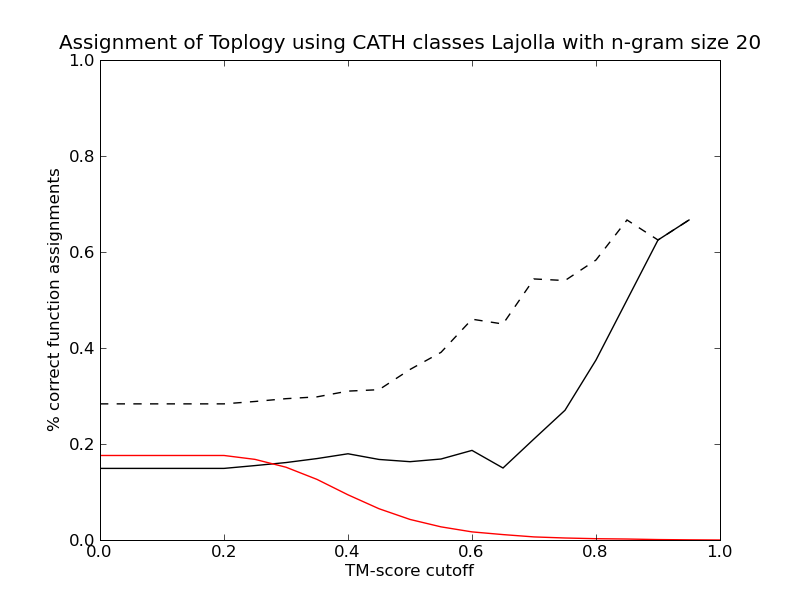 Assignment of Toplogy using CATH classes Lajolla with n-gram size 20
1.0
0.8
0.6
0.4
0.2
0.0
% correct function assignments
0.0 0.2 0.4 0.6 0.8 1.0
TM-score cutoff